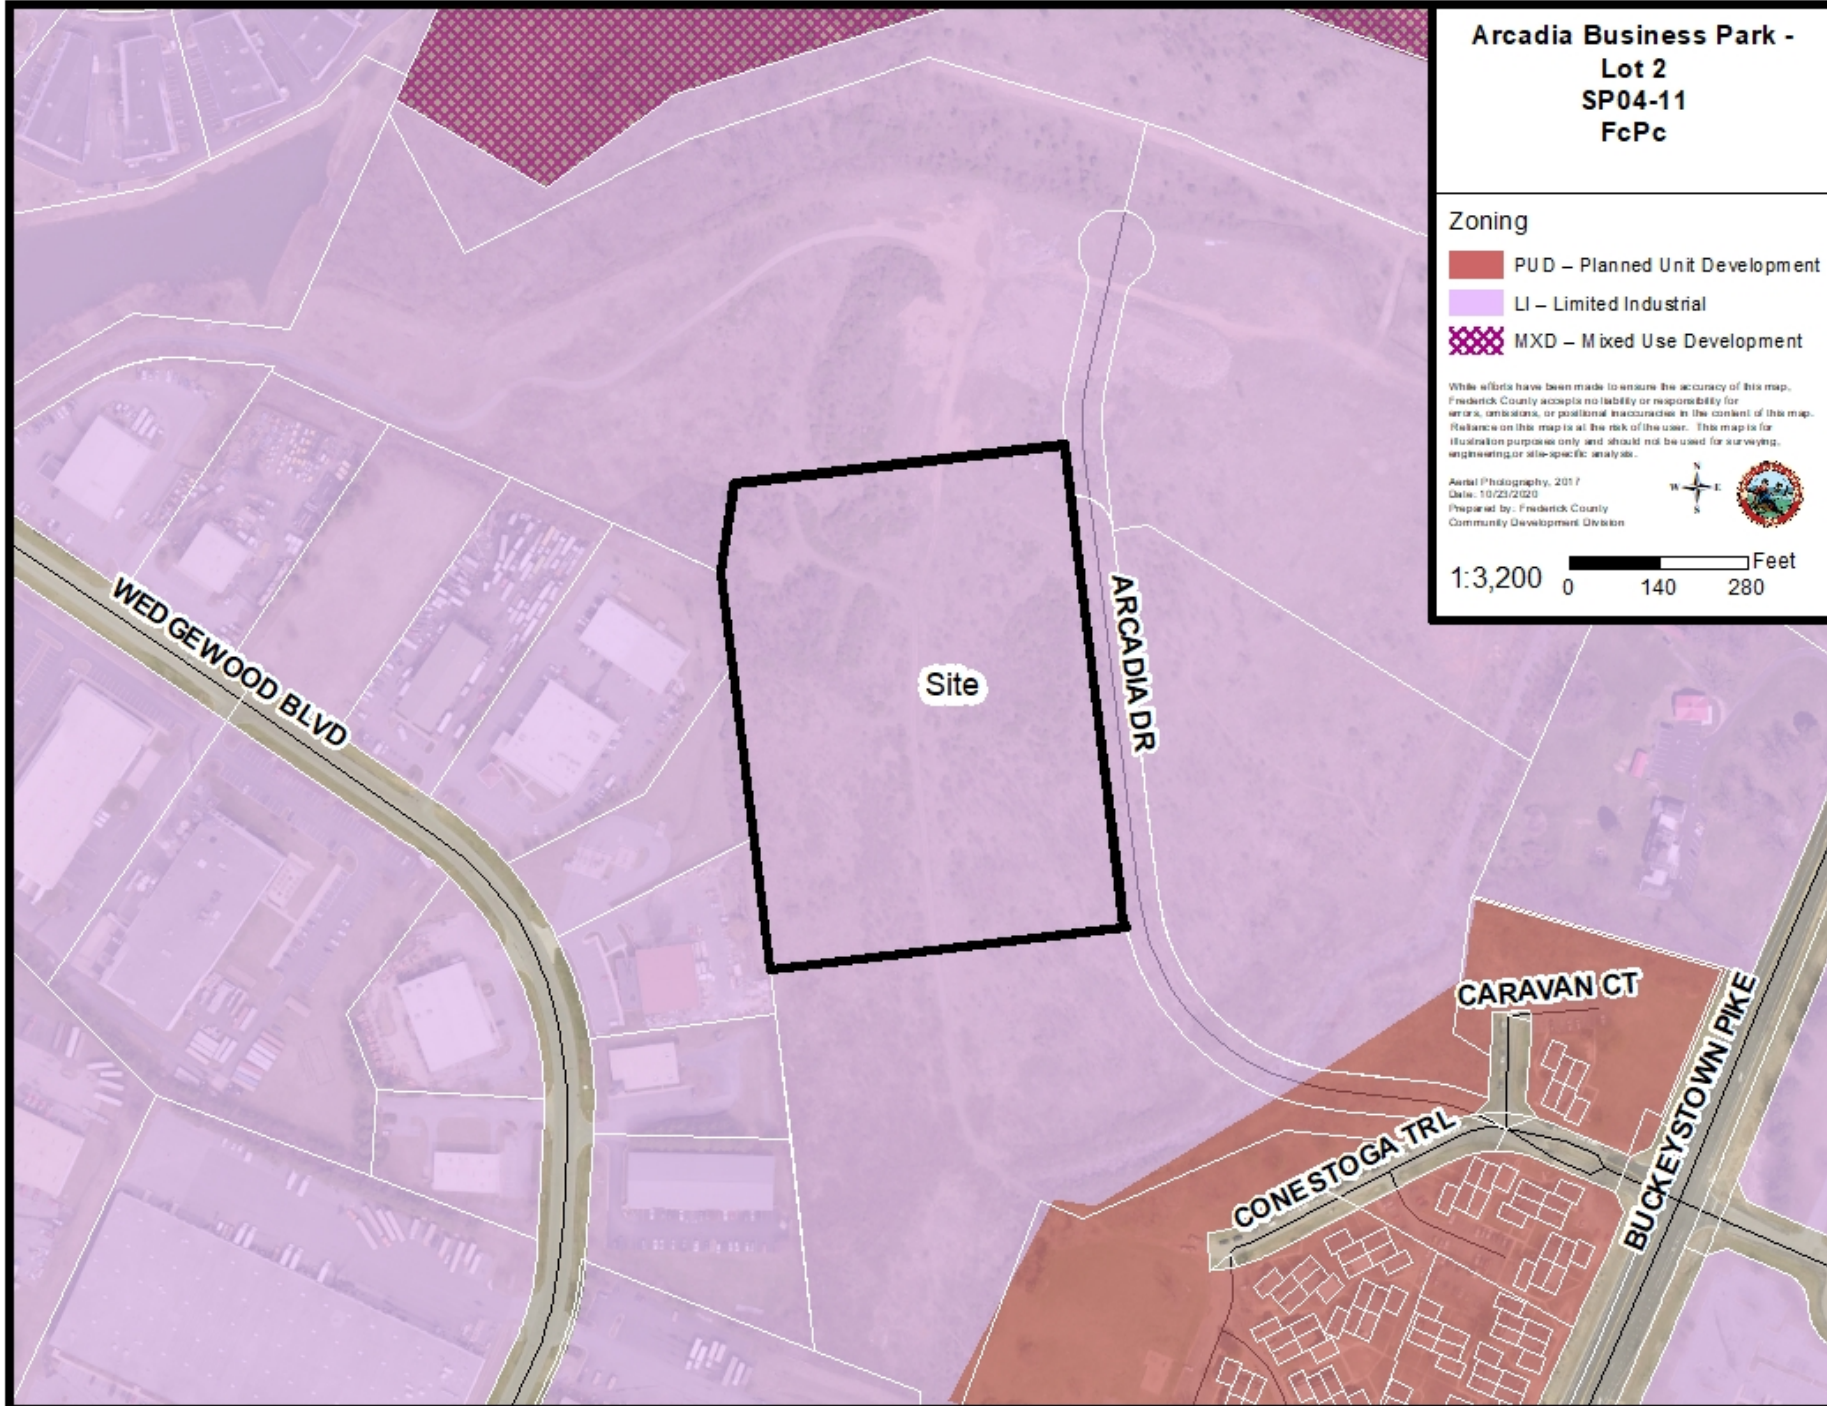 Arcadia Business Park -
Lot 2
SP04-11
FcPc
Zoning
PUD – Planned Unit Development
LI – Limited Industrial
MXD – Mixed Use Development
While efforts have been made to ensure the accuracy of this map,
Frederick County accepts no liability or responsibility for
errors, omissions, or positional inaccuracies in the content of this map.
Reliance on this map is at the risk of the user. This map is for
illustration purposes only and should not be used for surveying,
engineering,or site-specific analysis.
N
W E
S
Aerial Photography, 2017
Date: 10/23/2020
Prepared by: Frederick County
Community Development Division
1:3,200
Feet
0 140 280
WEDGEWOOD BLVD
Site
ARCADIA DR
CARAVAN CT
CONESTOGA TRL
BUCKEYSTOWN PIKE